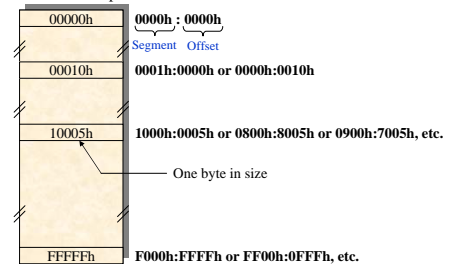 00000h 0000h : 0000h
Segment Offset
00010h 0001h:0000h or 0000h:0010h
10005h 1000h:0005h or 0800h:8005h or 0900h:7005h, etc.
One byte in size
FFFFFh F000h:FFFFh or FF00h:0FFFh, etc.